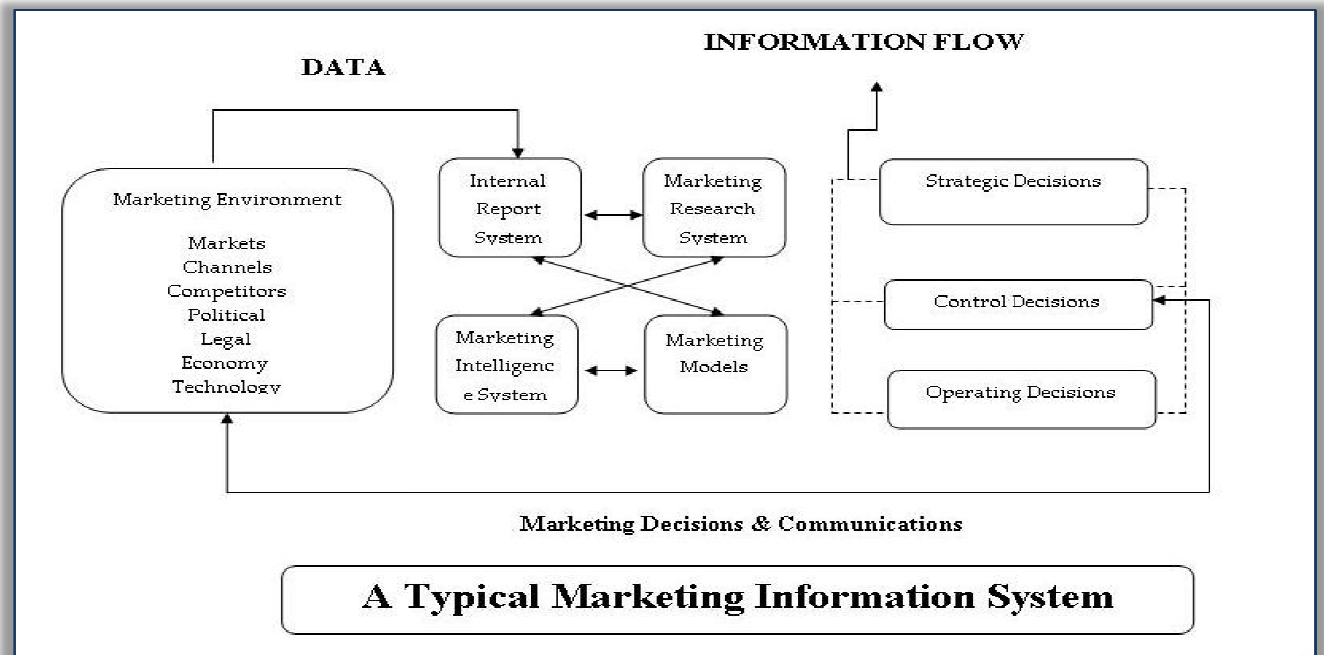 INFORMATION FLOW
DATA
Marketing Environment
Markets
Channels
Competitors
Political
Legal
Economy
Technology
Internal
Report
System
Marketing
Research
System
Marketing
Intelligenc
e System
Marketing
Models
Strategic Decisions
Control Decisions
Operating Decisions
Marketing Decisions & Communications
A Typical Marketing Information System